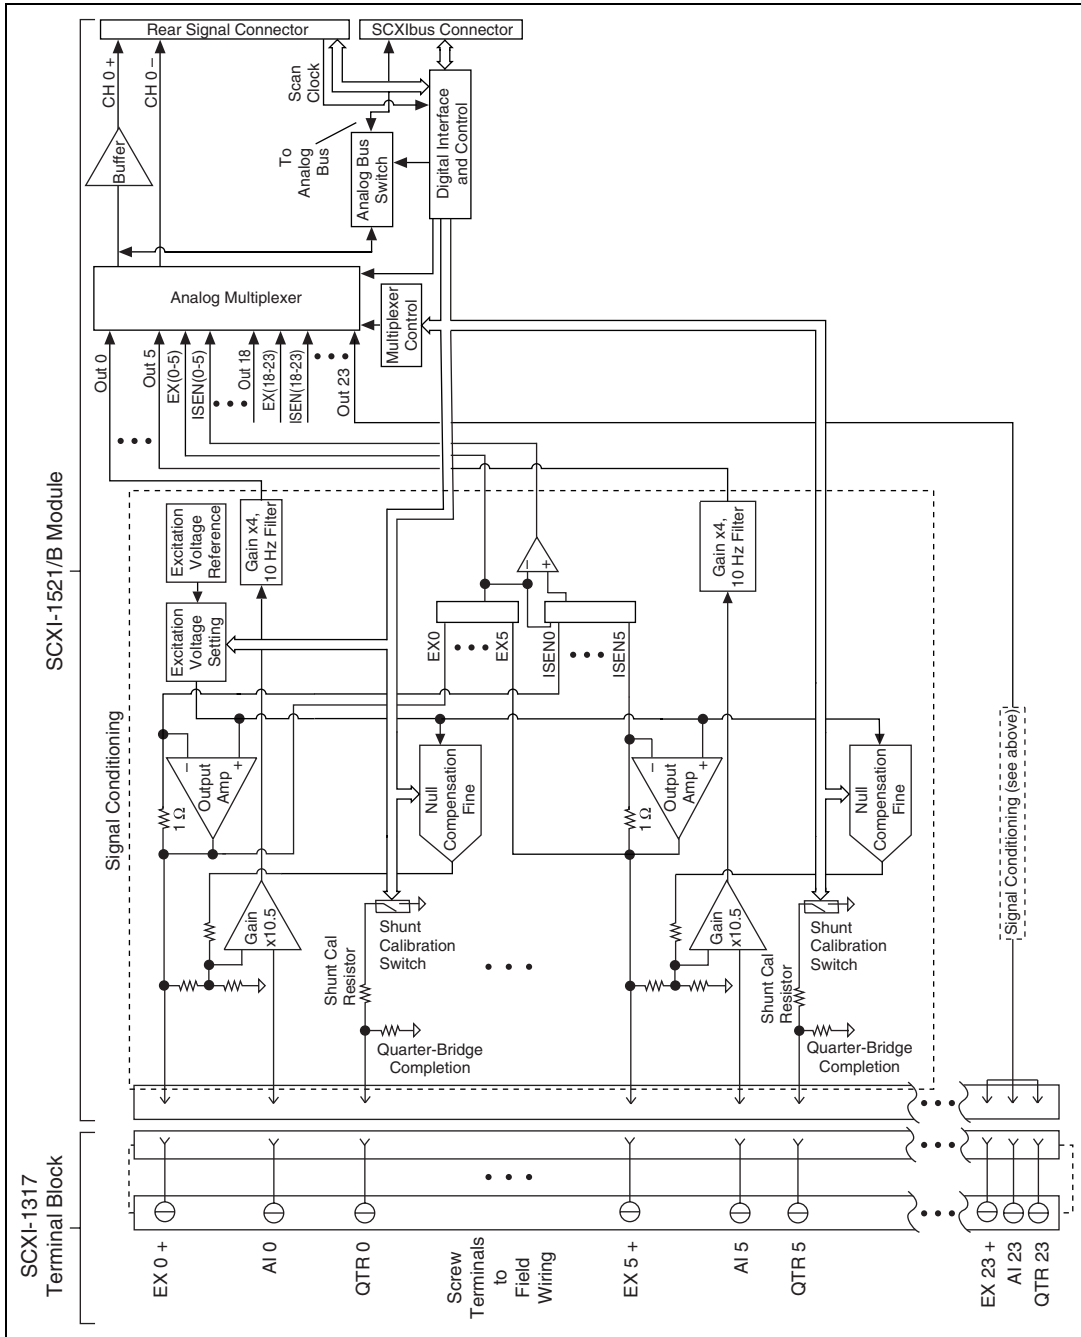 Rear Signal Connector
SCXIbus Connector
CH 0 +
CH 0 –
Scan
Clock
Buffer
To
Analog
Bus
Analog Bus
Switch
Digital Interface
and Control
Analog Multiplexer
Multiplexer
Control
Out 0
Out 5
EX(0-5)
ISEN(0-5)
Out 18
EX(18-23)
ISEN(18-23)
Out 23
SCXI-1521/B Module
Excitation
Voltage
Reference
Gain x4,
10 Hz Filter
Gain x4,
10 Hz Filter
Excitation
Voltage
Setting
–
+
EX0
EX5
ISEN0
ISEN5
Signal Conditioning
–
+
Output
Amp
1 Ω
Null
Compensation
Fine
–
+
Output
Amp
1 Ω
Null
Compensation
Fine
Signal Conditioning (see above)
Gain
x10.5
Shunt Cal
Resistor
Shunt
Calibration
Switch
Gain
x10.5
Shunt Cal
Resistor
Shunt
Calibration
Switch
Quarter-Bridge
Completion
Quarter-Bridge
Completion
SCXI-1317
Terminal Block
EX 0 +
AI 0
QTR 0
Screw
Terminals
to
Field
Wiring
EX 5 +
AI 5
QTR 5
EX 23 +
AI 23
QTR 23